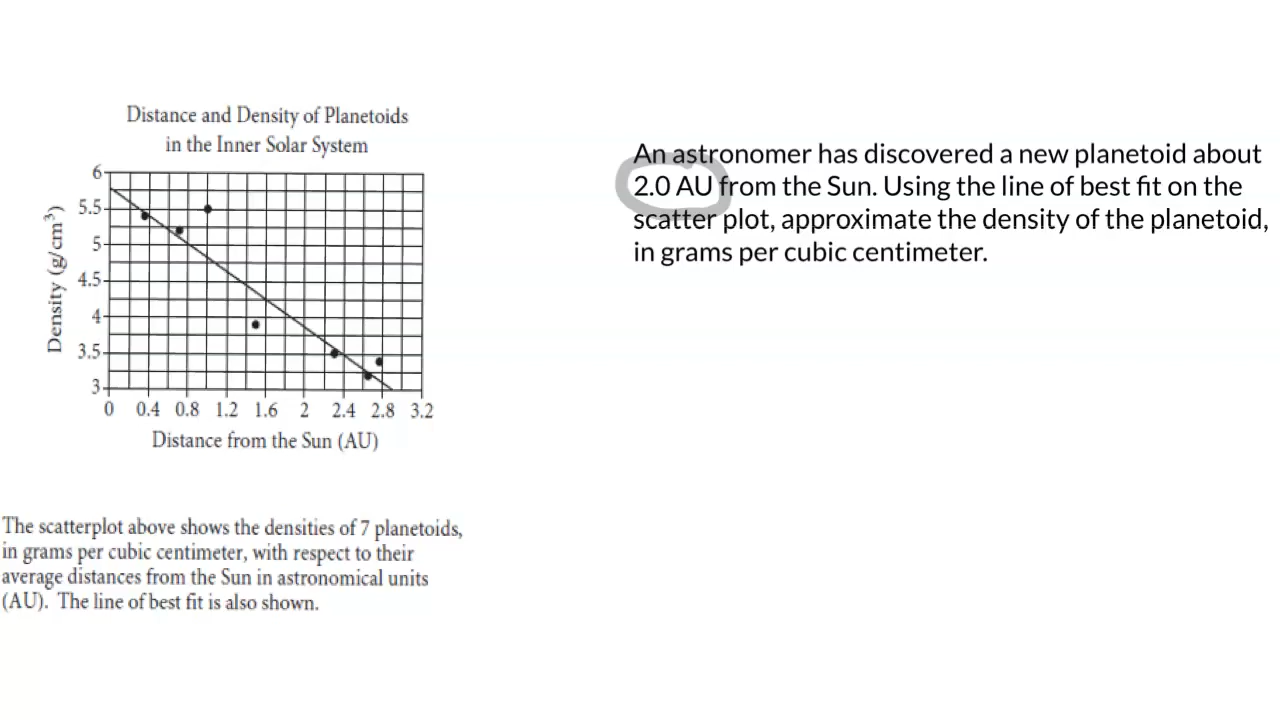 Distance and Density of Planetoids
in the Inner Solar System
6
5.5
5
4.5
4
3.5
3
Density (g/cm³)
0 0.4 0.8 1.2 1.6 2 2.4 2.8 3.2
Distance from the Sun (AU)
The scatterplot above shows the densities of 7 planetoids,
in grams per cubic centimeter, with respect to their
average distances from the Sun in astronomical units
(AU). The line of best fit is also shown.
An astronomer has discovered a new planetoid about
2.0 AU from the Sun. Using the line of best fit on the
scatter plot, approximate the density of the planetoid,
in grams per cubic centimeter.